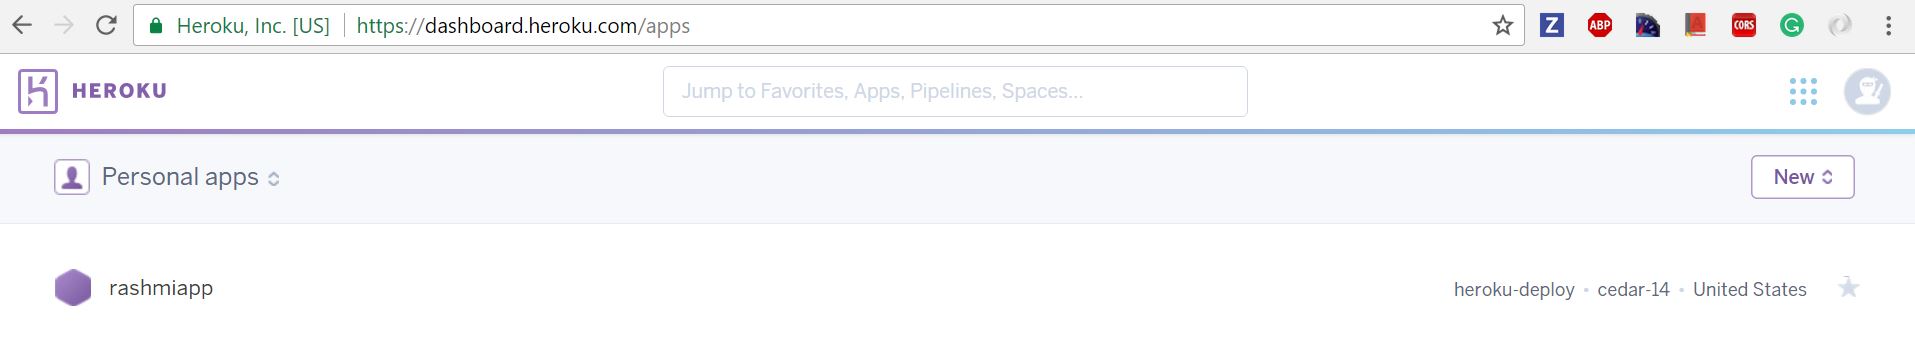 Heroku, Inc. [US] https://dashboard.heroku.com/apps Z ABP A CORS G
HEROKU Jump to Favorites, Apps, Pipelines, Spaces...
Personal apps New
rashmiapp heroku-deploy • cedar-14 • United States